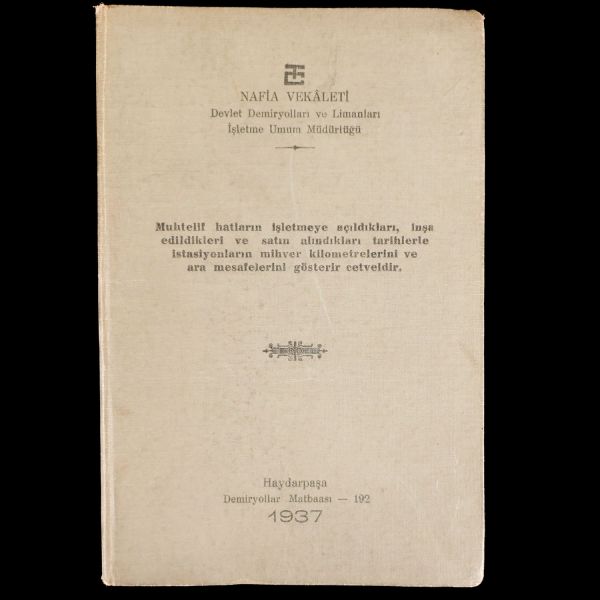 NAFİA VEKÂLETİ
Devlet Demiryolları ve Limanları
İşletme Umum Müdürlüğü
Muhtelif hatların işletmeye açıldıkları, inşa
edildikleri ve satın alındıkları tarihlerle
istasiyonların mihver kilometrelerini ve
ara mesafelerini gösterir cetveldir.
Haydarpaşa
Demiryollar Matbaası — 192
1937